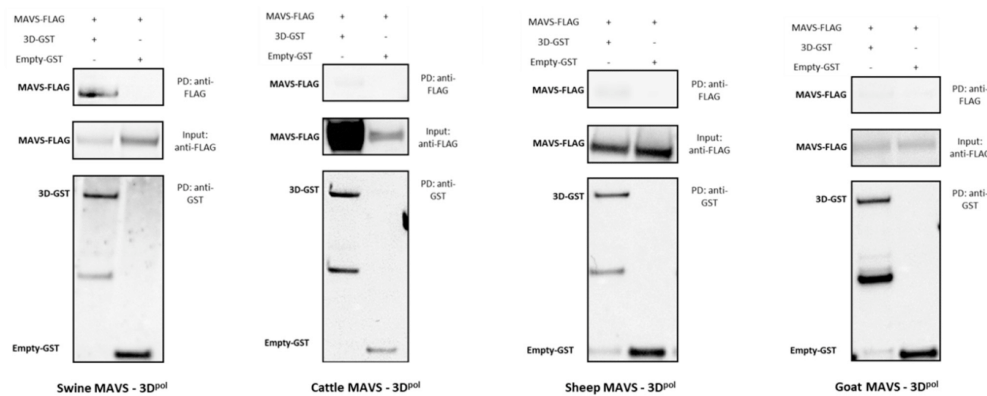 MAVS-FLAG + +
3D-GST + -
Empty-GST - +
MAVS-FLAG
PD: anti-
FLAG
MAVS-FLAG
Input:
anti-FLAG
3D-GST
PD: anti-
GST
Empty-GST
Swine MAVS - 3Dpol
MAVS-FLAG + +
3D-GST + -
Empty-GST - +
MAVS-FLAG
PD: anti-
FLAG
MAVS-FLAG
Input:
anti-FLAG
3D-GST
PD: anti-
GST
Empty-GST
Cattle MAVS - 3Dpol
MAVS-FLAG + +
3D-GST + -
Empty-GST - +
MAVS-FLAG
PD: anti-
FLAG
MAVS-FLAG
Input:
anti-FLAG
3D-GST
PD: anti-
GST
Empty-GST
Sheep MAVS - 3Dpol
MAVS-FLAG + +
3D-GST + -
Empty-GST - +
MAVS-FLAG
PD: anti-
FLAG
MAVS-FLAG
Input:
anti-FLAG
3D-GST
PD: anti-
GST
Empty-GST
Goat MAVS - 3Dpol